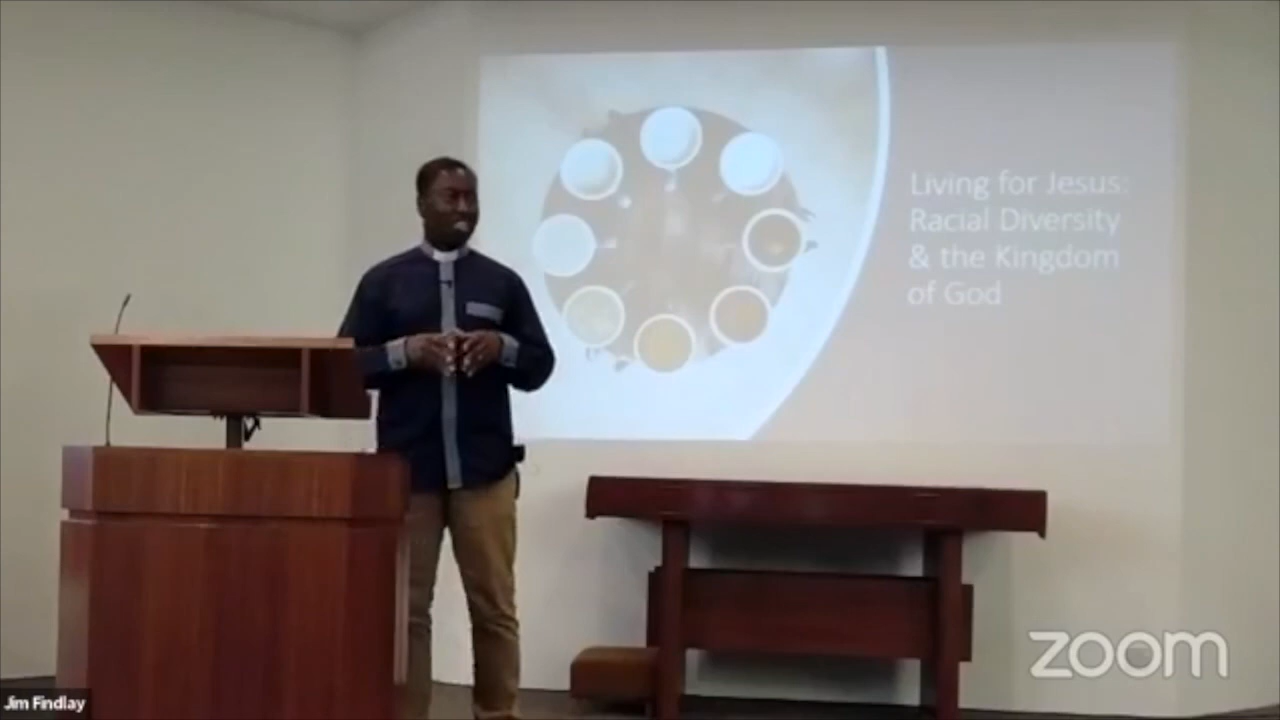 Living for Jesus:
Racial Diversity
& the Kingdom
of God
zoom
Jim Findlay